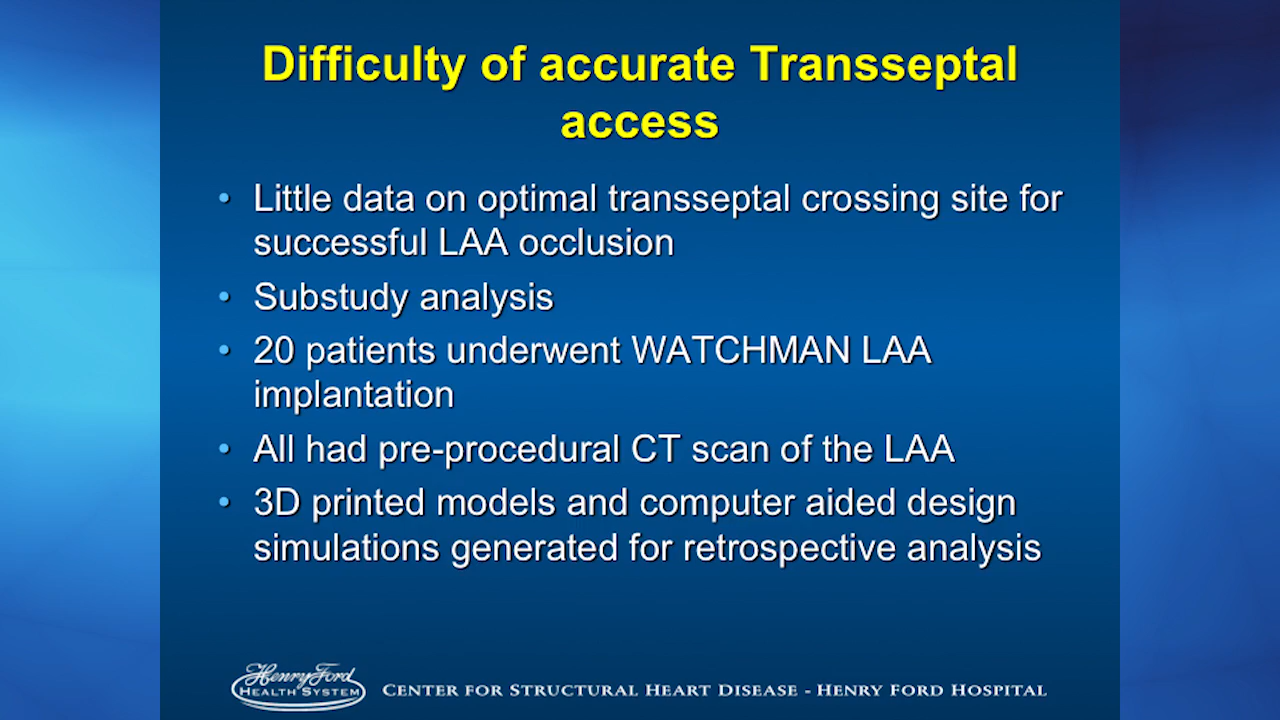 Difficulty of accurate Transseptal
access
• Little data on optimal transseptal crossing site for
successful LAA occlusion
• Substudy analysis
• 20 patients underwent WATCHMAN LAA
implantation
• All had pre-procedural CT scan of the LAA
• 3D printed models and computer aided design
simulations generated for retrospective analysis
Henry Ford
HEALTH SYSTEM
CENTER FOR STRUCTURAL HEART DISEASE - HENRY FORD HOSPITAL